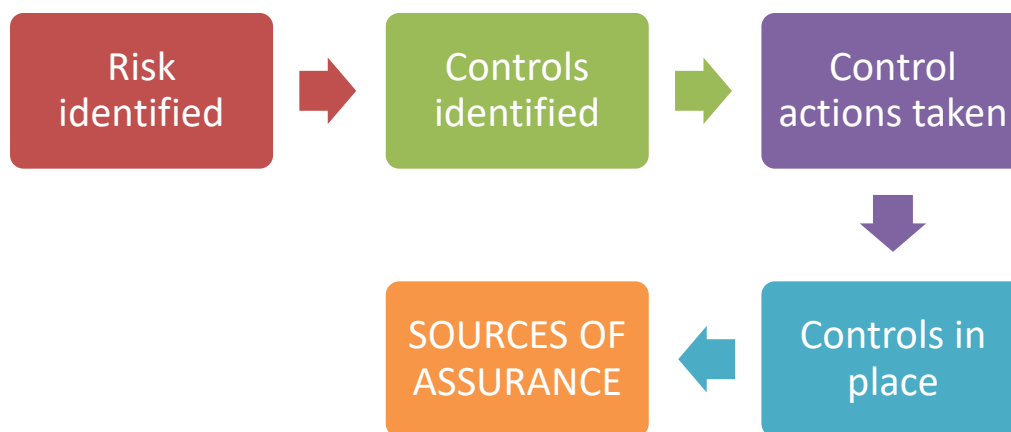 Risk
identified
Controls
identified
Control
actions taken
Controls in
place
SOURCES OF
ASSURANCE